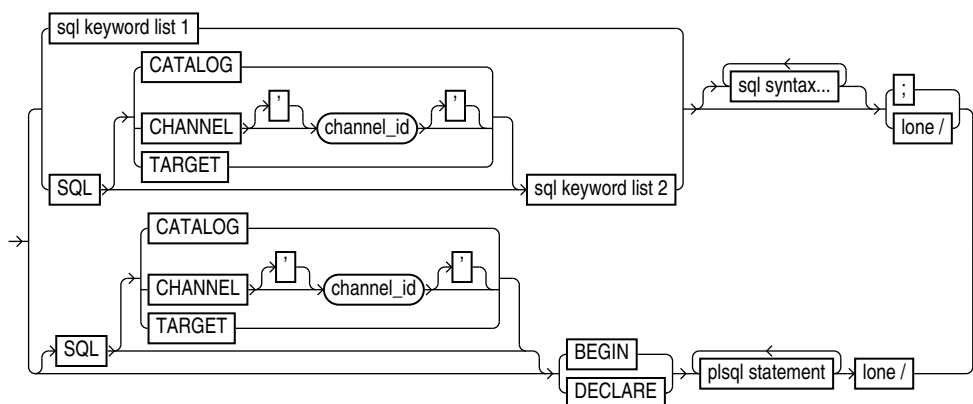 sql keyword list 1
CATALOG
sql syntax...
;
CHANNEL ' channel_id '
lone /
TARGET
SQL
sql keyword list 2
CATALOG
CHANNEL ' channel_id '
TARGET
SQL
BEGIN
plsql statement
lone /
DECLARE